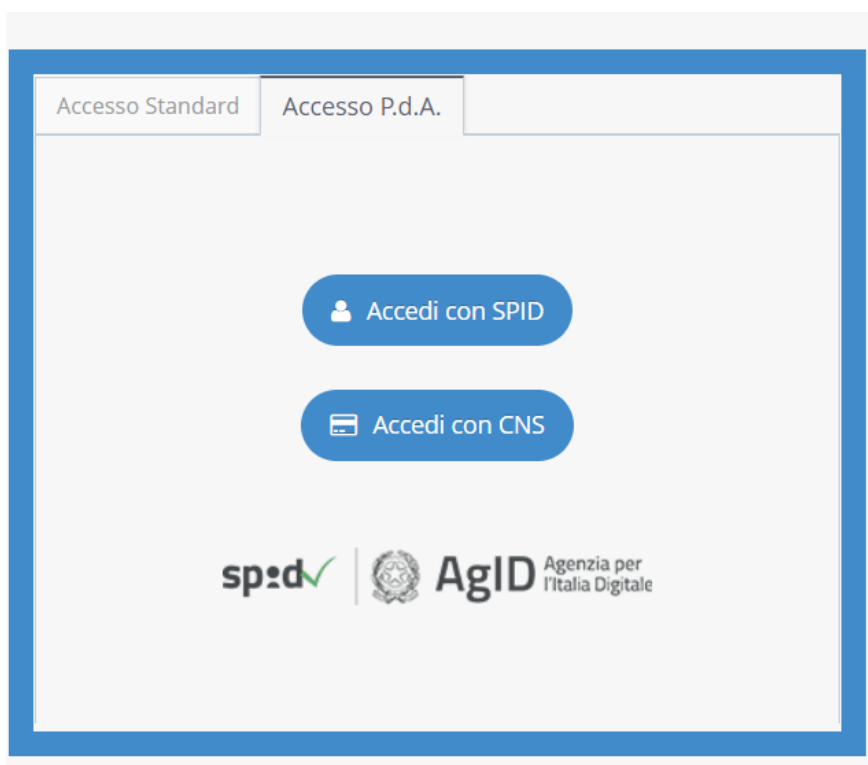 Accesso Standard
Accesso P.d.A.
Accedi con SPID
Accedi con CNS
spid
AgID Agenzia per
l'Italia Digitale